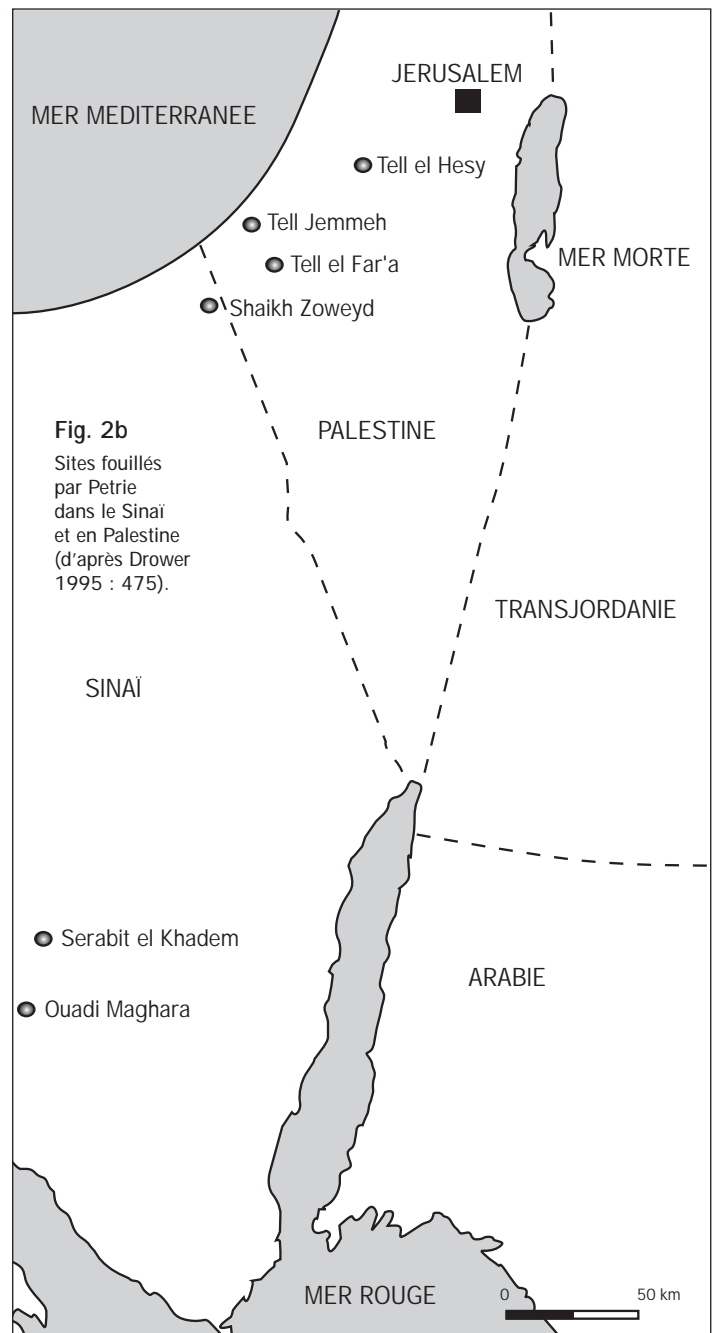 JERUSALEM
MER MEDITERRANEE
Tell el Hesy
Tell Jemmeh
Tell el Far'a
MER MORTE
Shaikh Zoweyd
Fig. 2b
Sites fouillés
par Petrie
dans le Sinaï
et en Palestine
(d'après Drower
1995 : 475).
PALESTINE
TRANSJORDANIE
SINAÏ
Serabit el Khadem
ARABIE
Ouadi Maghara
MER ROUGE
0 50 km